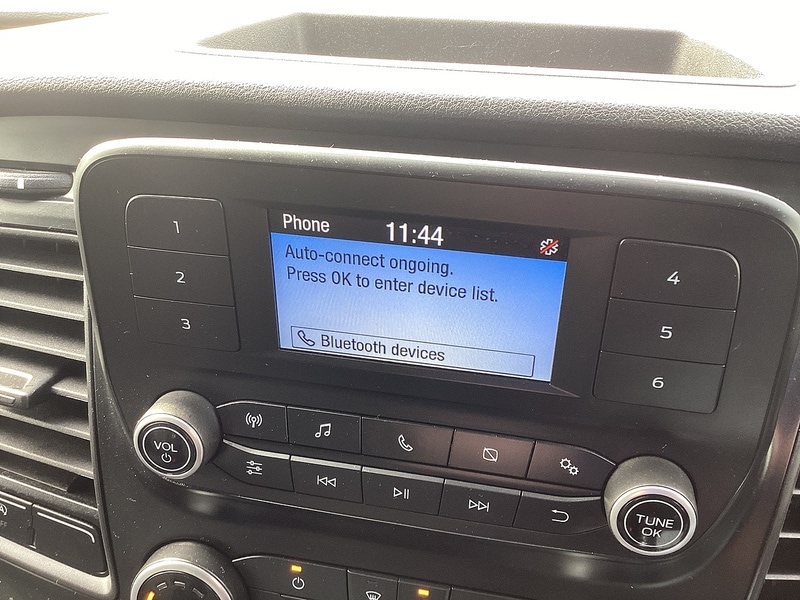 Phone 11:44
Auto-connect ongoing.
Press OK to enter device list.
Bluetooth devices
1
2
3
4
5
6
VOL
TUNE
OK
OFF